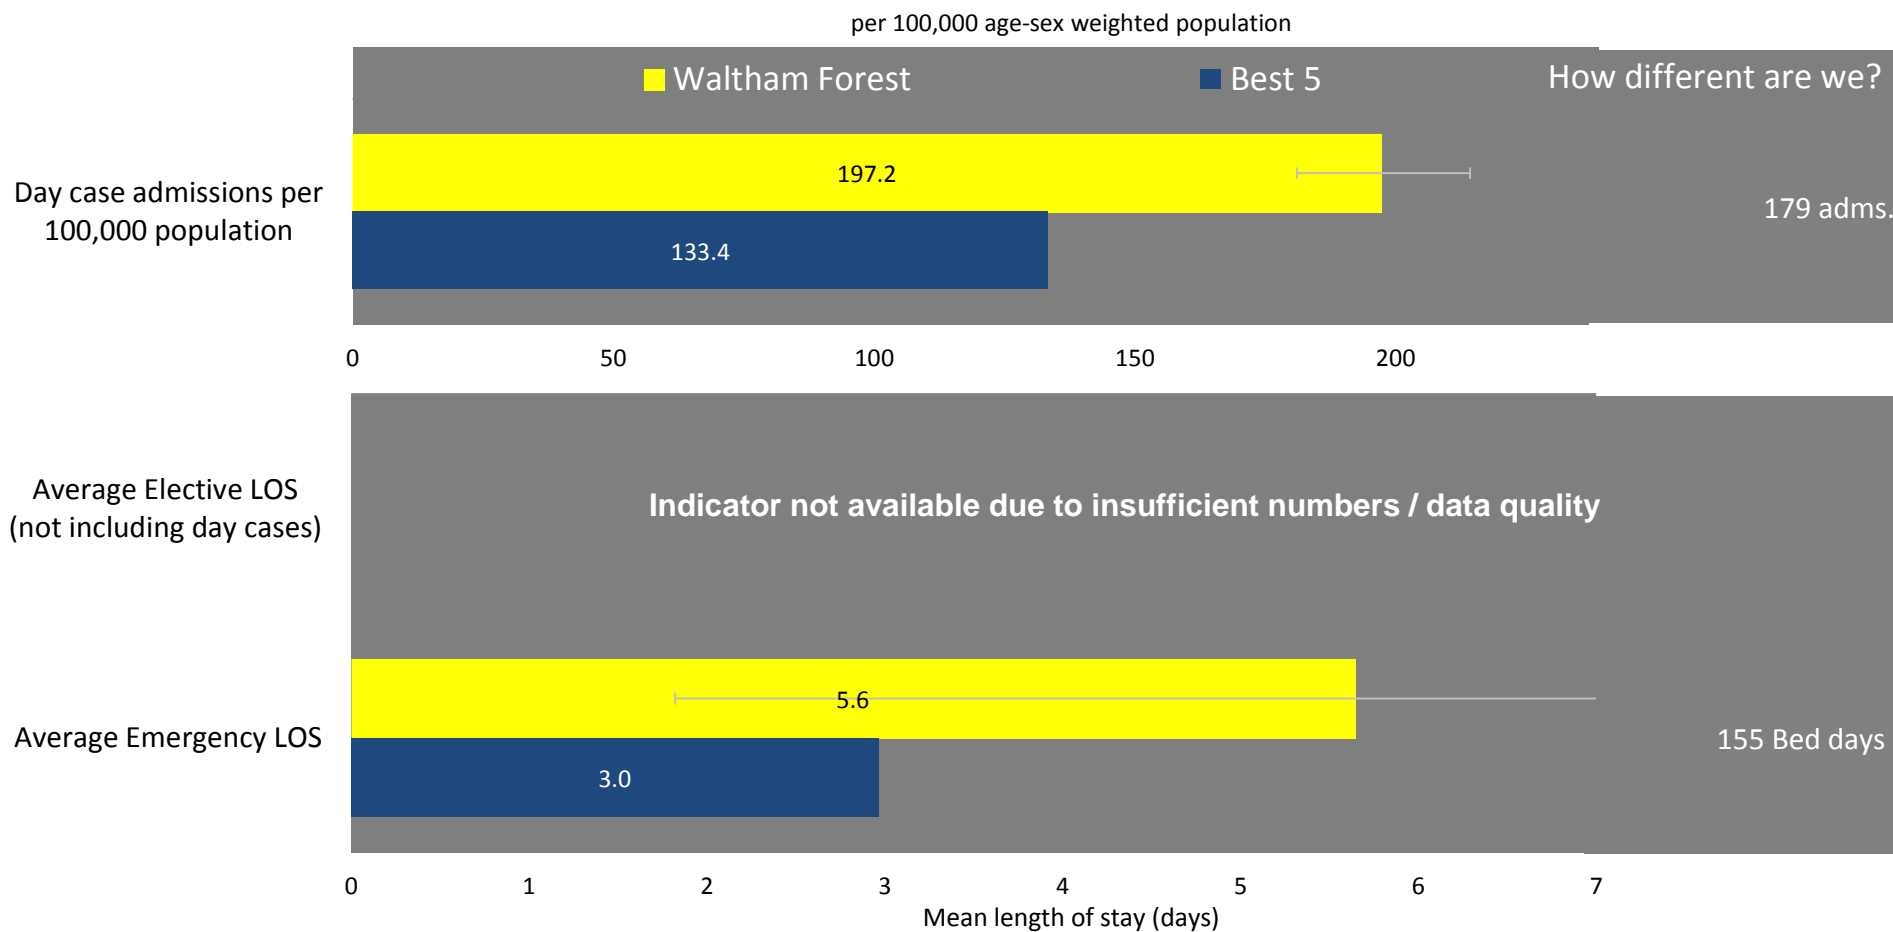 per 100,000 age-sex weighted population
Waltham Forest
Best 5
How different are we?
Day case admissions per
100,000 population
197.2
133.4
179 adms.
0 50 100 150 200
Average Elective LOS
(not including day cases)
Indicator not available due to insufficient numbers / data quality
Average Emergency LOS
5.6
3.0
155 Bed days
0 1 2 3 4 5 6 7
Mean length of stay (days)